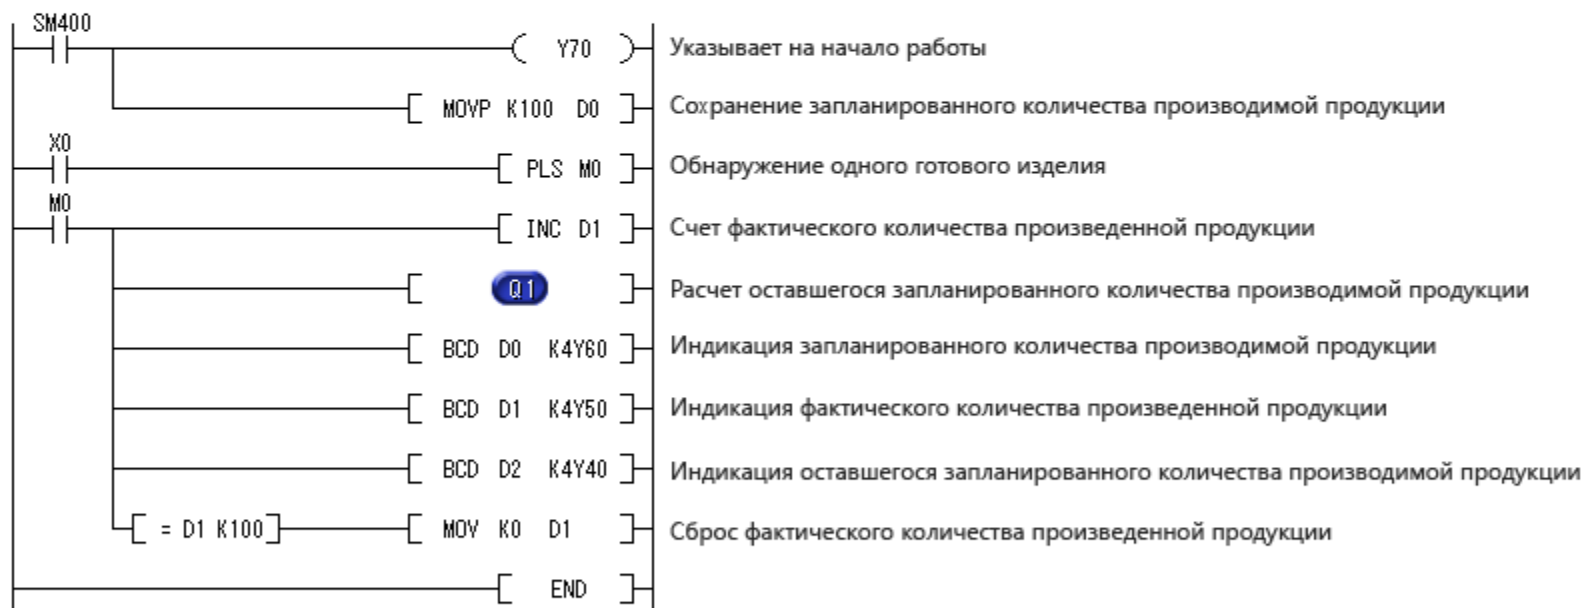 SM400
Y70 Указывает на начало работы
MOVP K100 D0 Сохранение запланированного количества производимой продукции
X0
PLS M0 Обнаружение одного готового изделия
M0
INC D1 Счет фактического количества произведенной продукции
Q1 Расчет оставшегося запланированного количества производимой продукции
BCD D0 K4Y60 Индикация запланированного количества производимой продукции
BCD D1 K4Y50 Индикация фактического количества произведенной продукции
BCD D2 K4Y40 Индикация оставшегося запланированного количества производимой продукции
= D1 K100 MOV K0 D1 Сброс фактического количества произведенной продукции
END